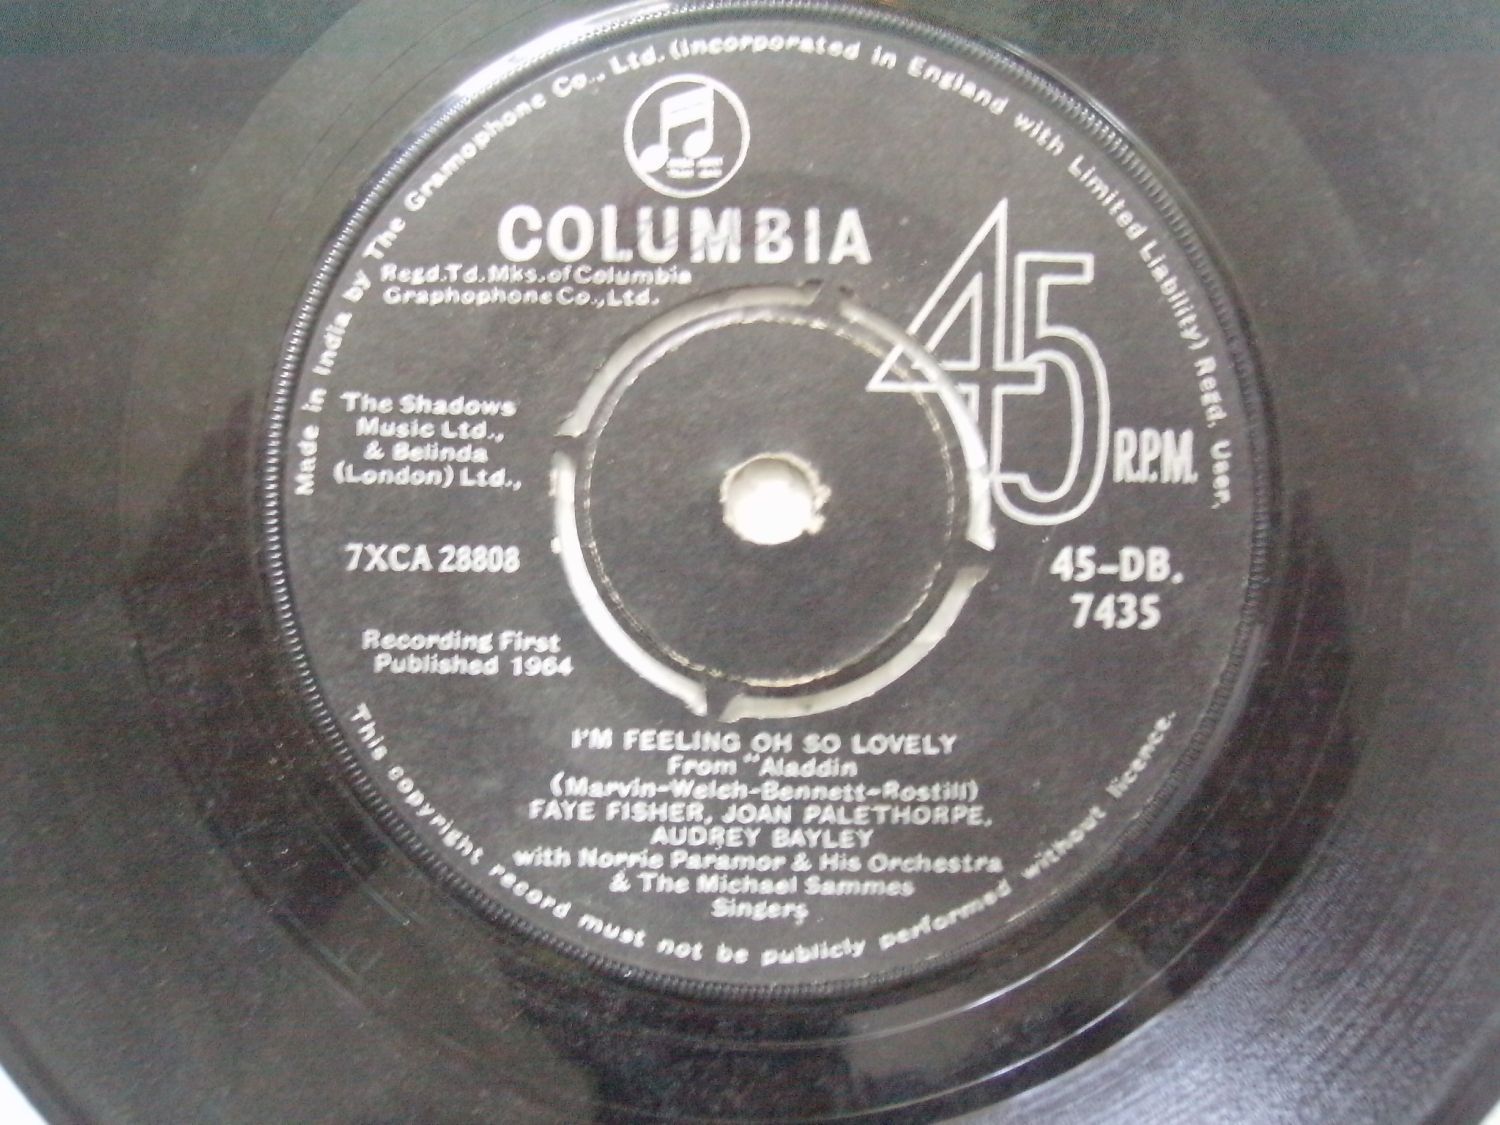 Made in India by The Gramophone Co., Ltd. (incorporated in England with Limited Liability) Regd. User.
COLUMBIA
Regd. Td. Mks. of Columbia
Graphophone Co., Ltd.
45
R.P.M.
The Shadows
Music Ltd.,
& Belinda
(London) Ltd.,
7XCA 28808
45-DB.
7435
Recording First
Published 1964
I'M FEELING OH SO LOVELY
From "Aladdin
(Marvin-Welch-Bennett-Rostill)
FAYE FISHER, JOAN PALETHORPE,
AUDREY BAYLEY
with Norrie Paramor & His Orchestra
& The Michael Sammes
Singers
This copyright record must not be publicly performed without licence.